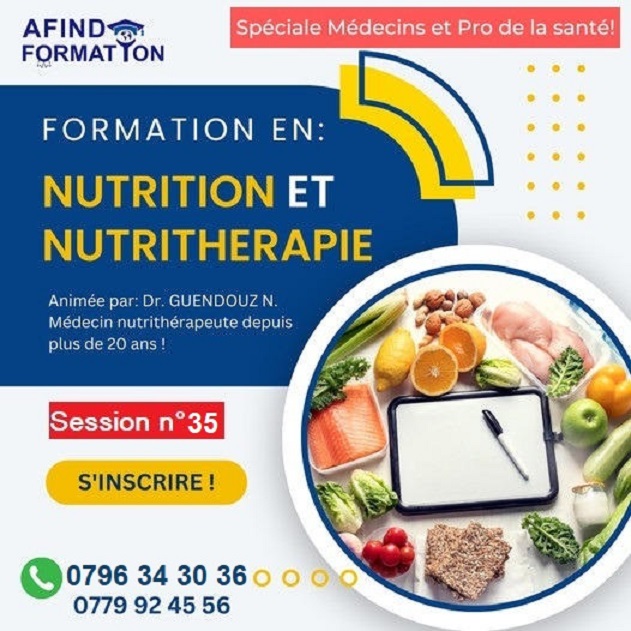 AFIND
FORMATION
Spéciale Médecins et Pro de la santé!
FORMATION EN:
NUTRITION ET
NUTRITHERAPIE
Animée par: Dr. GUENDOUZ N.
Médecin nutrithérapeute depuis
plus de 20 ans !
Session n°35
S'INSCRIRE !
0796 34 30 36
0779 92 45 56